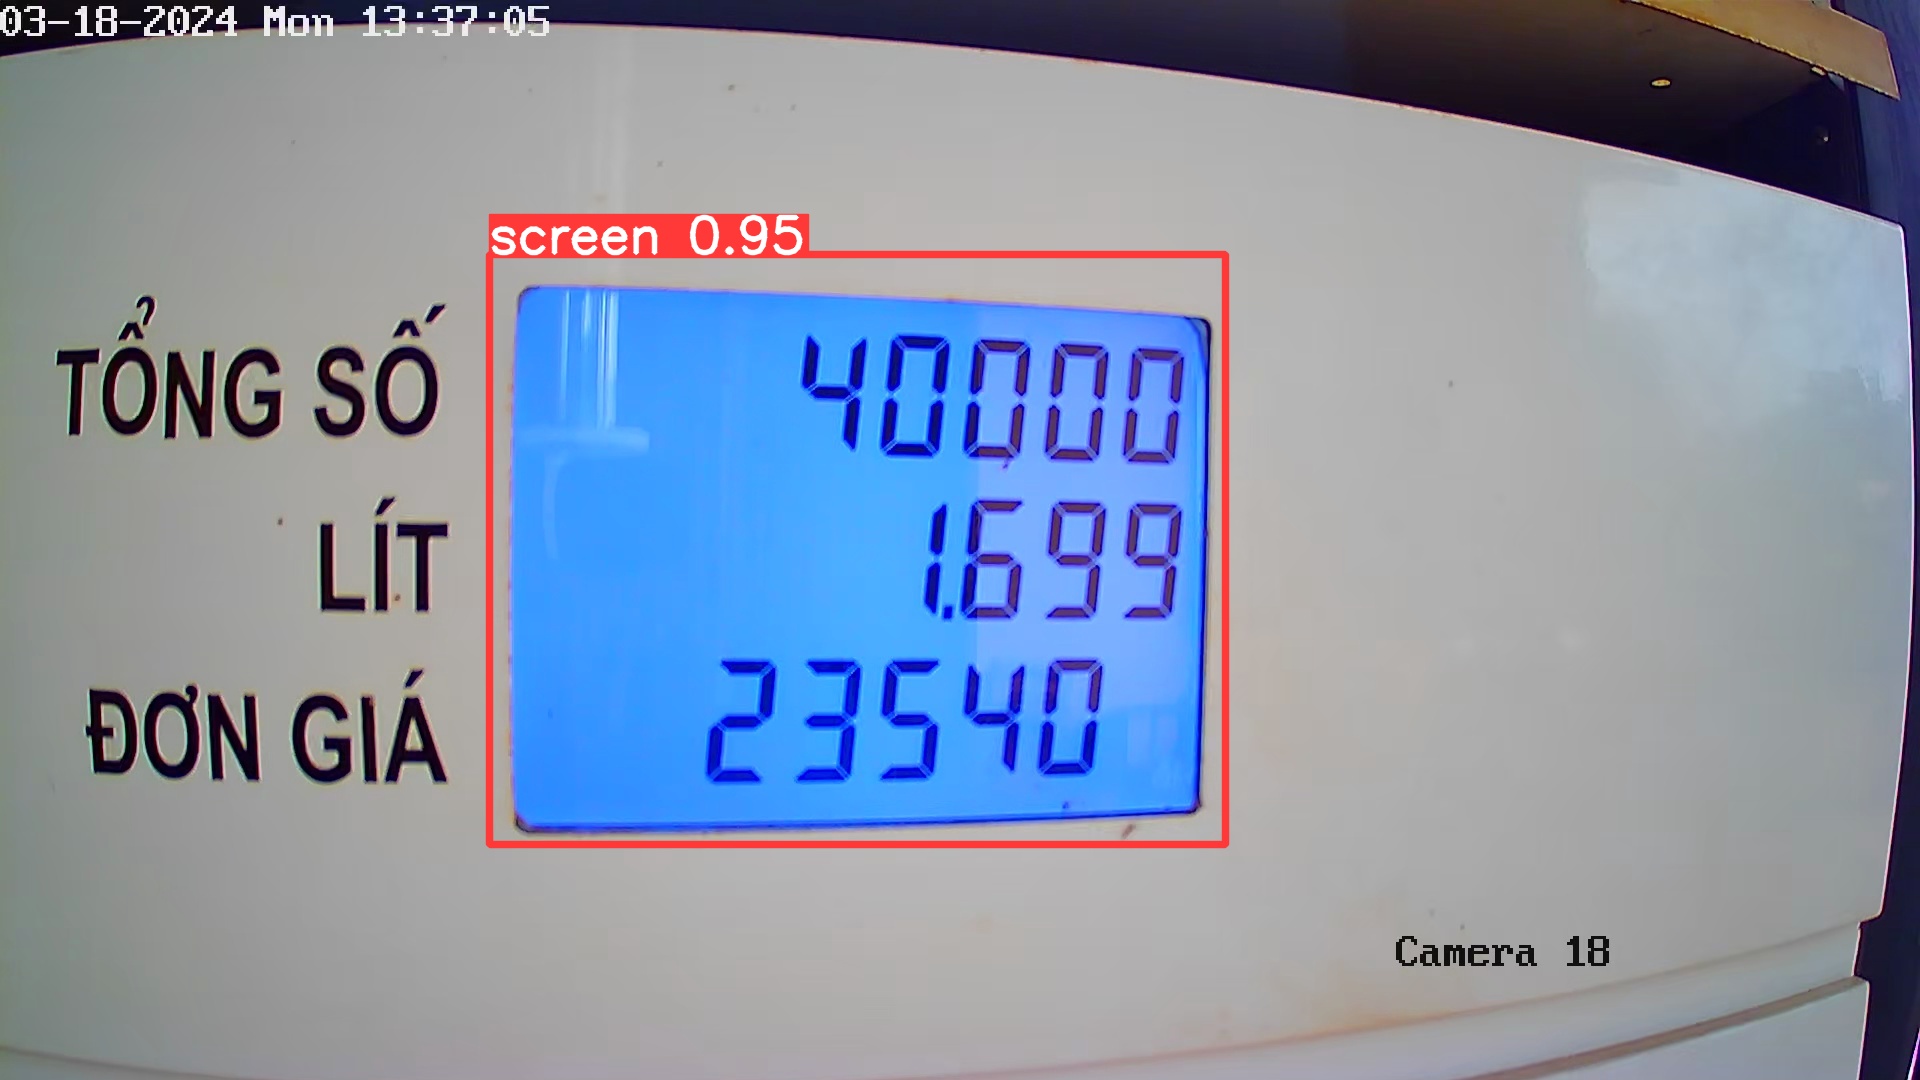 03-18-2024 Mon 13:37:05
screen 0.95
TỔNG SỐ 40000
LÍT 1.699
ĐƠN GIÁ 23540
Camera 18